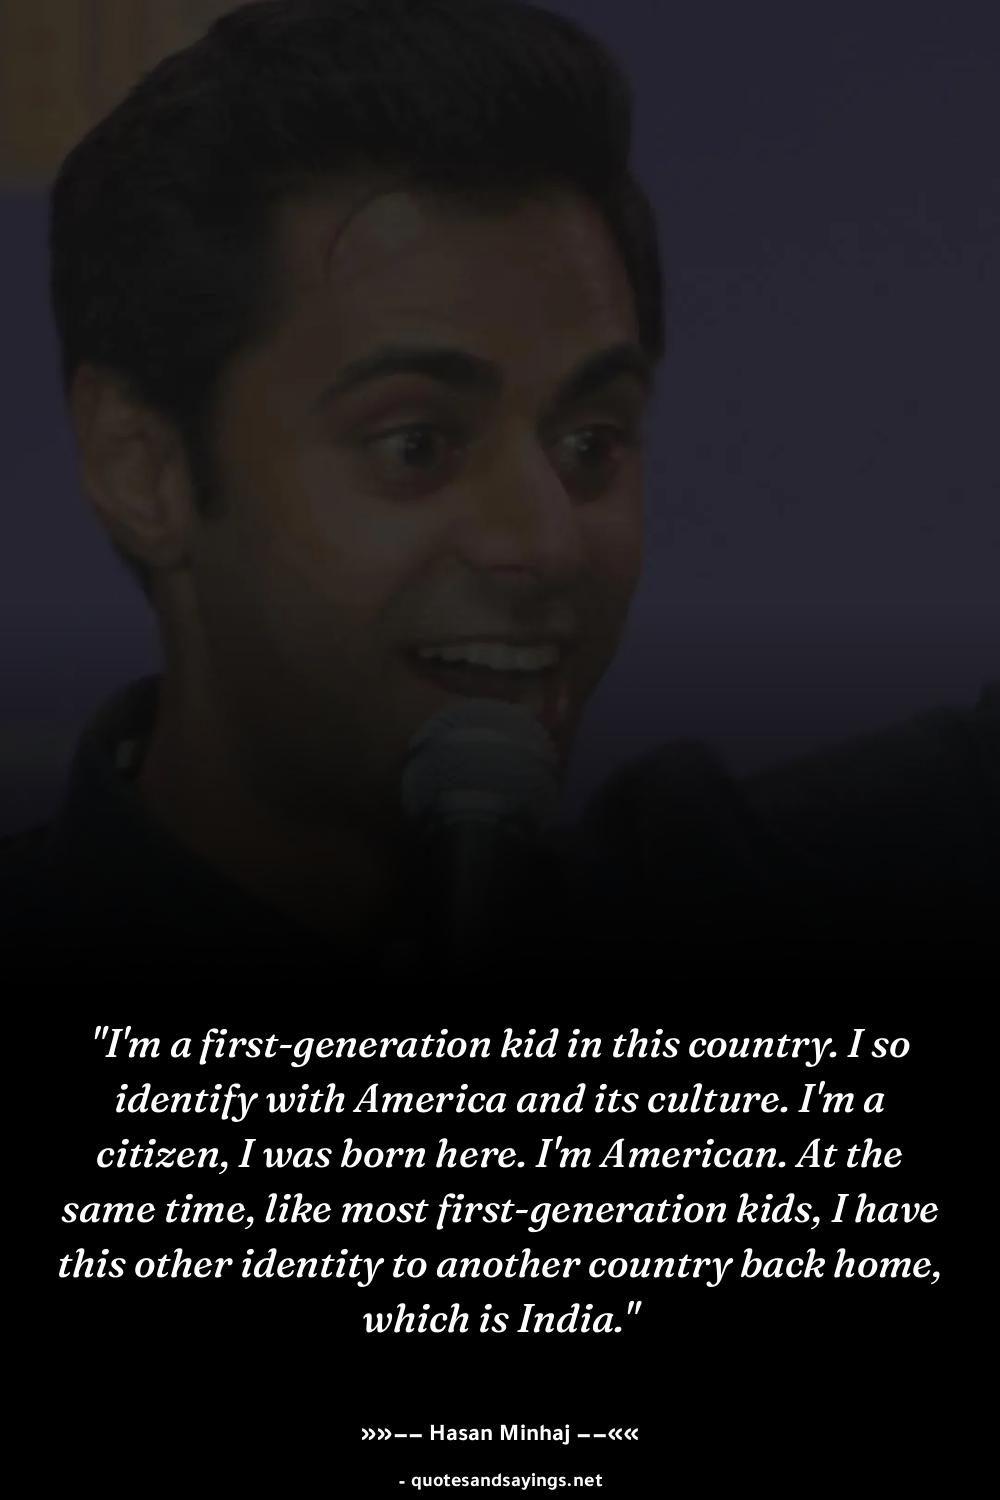 "I'm a first-generation kid in this country. I so
identify with America and its culture. I'm a
citizen, I was born here. I'm American. At the
same time, like most first-generation kids, I have
this other identity to another country back home,
which is India."
»»−− Hasan Minhaj −−««
- quotesandsayings.net